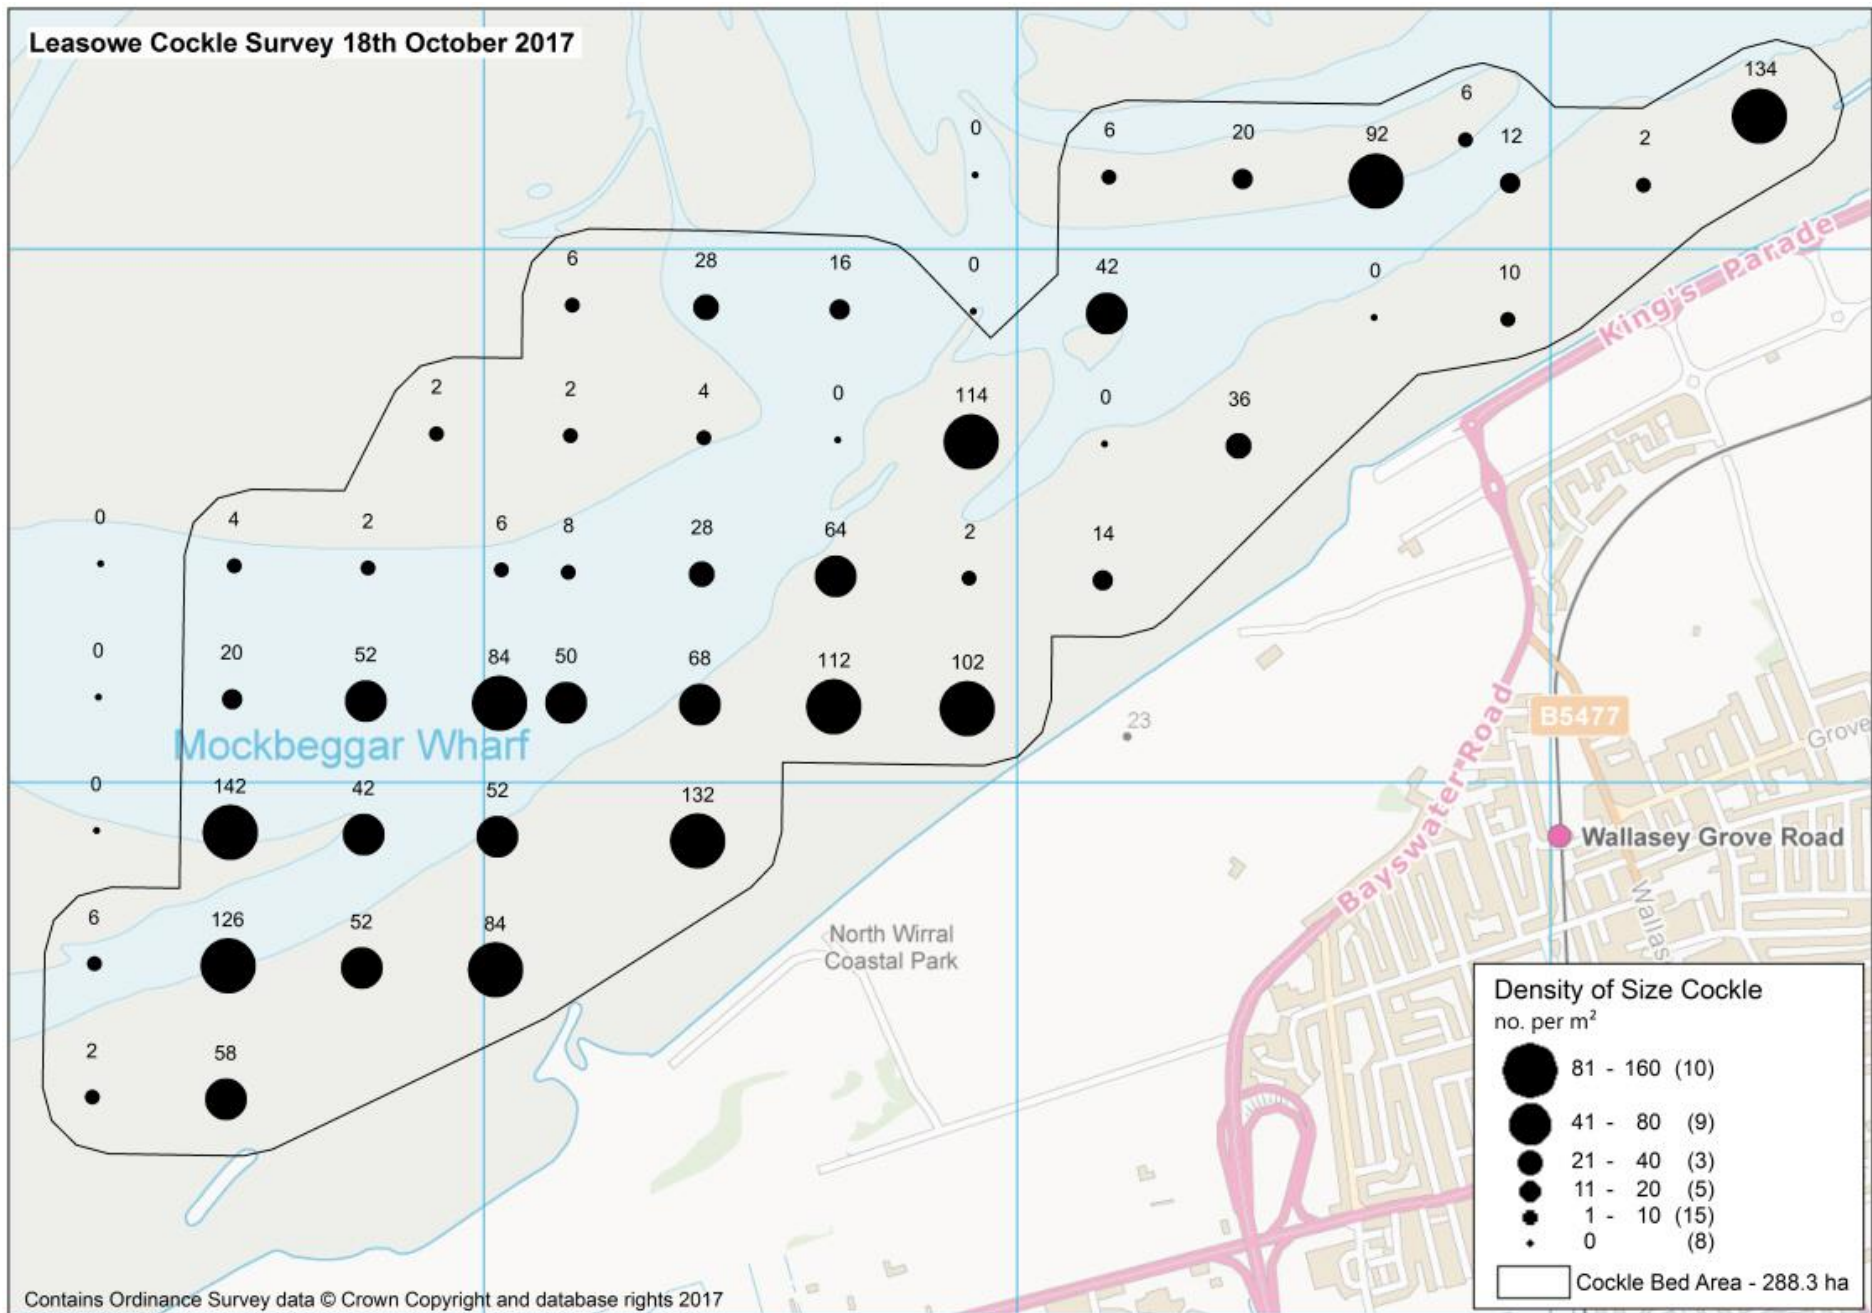 Leasowe Cockle Survey 18th October 2017
134
6
0 6 20 92 12 2
6 28 16 0 42 0 10
King's Parade
2 2 4 0 114 0 36
0 4 2 6 8 28 64 2 14
0 20 52 84 50 68 112 102
23
B5477
Grove
Mockbeggar Wharf
Bayswater Road
0 142 42 52 132
Wallasey Grove Road
Wallas
6 126 52 84
North Wirral
Coastal Park
2 58
Density of Size Cockle
no. per m²
81 - 160 (10)
41 - 80 (9)
21 - 40 (3)
11 - 20 (5)
1 - 10 (15)
0 (8)
Cockle Bed Area - 288.3 ha
Contains Ordinance Survey data © Crown Copyright and database rights 2017